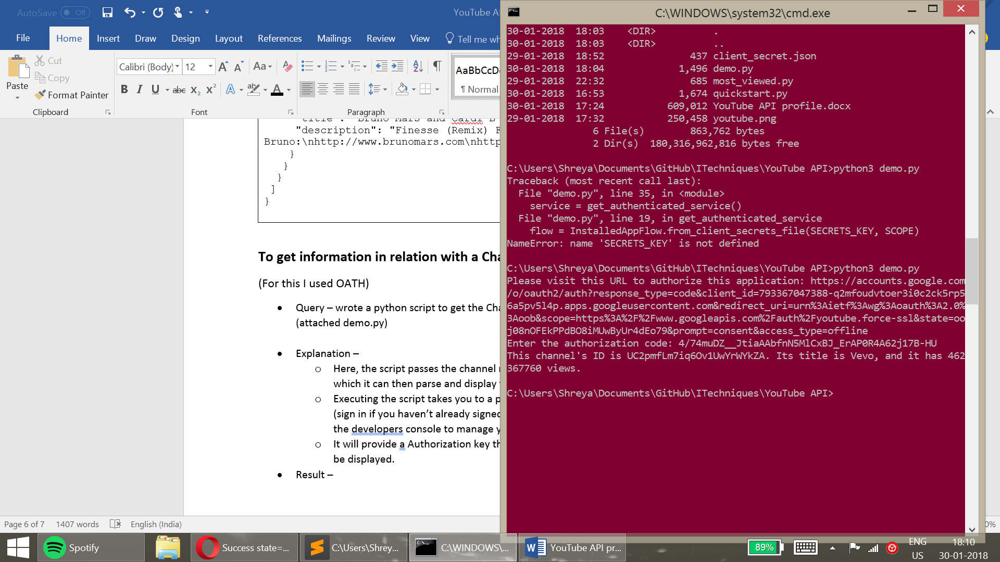 AutoSave Off
YouTube A
File Home Insert Draw Design Layout References Mailings Review View Tell me wh
Paste
Cut
Copy
Format Painter
Clipboard
Calibri (Body) 12
Font
Paragraph
AaBbCcD
¶ Normal
"title": "Bruno Mars and Cardi B
"description": "Finesse (Remix) F
Bruno:\nhttp://www.brunomars.com\nhttp
}
}
}
]
}
To get information in relation with a Cha
(For this I used OATH)
• Query – wrote a python script to get the Cha
(attached demo.py)
• Explanation –
o Here, the script passes the channel
which it can then parse and display
o Executing the script takes you to a p
(sign in if you haven’t already signed
the developers console to manage y
o It will provide a Authorization key th
be displayed.
• Result –
Page 6 of 7 1407 words English (India)
0%
C:\WINDOWS\system32\cmd.exe
30-01-2018  18:03    <DIR>          .
30-01-2018  18:03    <DIR>          ..
29-01-2018  18:52               437 client_secret.json
30-01-2018  18:04             1,496 demo.py
29-01-2018  22:32               685 most_viewed.py
30-01-2018  16:53             1,674 quickstart.py
30-01-2018  17:24           609,012 YouTube API profile.docx
29-01-2018  17:32           250,458 youtube.png
6 File(s)        863,762 bytes
2 Dir(s)  180,316,962,816 bytes free
C:\Users\Shreya\Documents\GitHub\ITechniques\YouTube API>python3 demo.py
Traceback (most recent call last):
File "demo.py", line 35, in <module>
service = get_authenticated_service()
File "demo.py", line 19, in get_authenticated_service
flow = InstalledAppFlow.from_client_secrets_file(SECRETS_KEY, SCOPE)
NameError: name 'SECRETS_KEY' is not defined
C:\Users\Shreya\Documents\GitHub\ITechniques\YouTube API>python3 demo.py
Please visit this URL to authorize this application: https://accounts.google.com
/o/oauth2/auth?response_type=code&client_id=793367047388-q2mfoudvtoer3i0c2ck5rp5
6a5pv5l4p.apps.googleusercontent.com&redirect_uri=urn%3Aietf%3Awg%3Aoauth%3A2.0%
3Aoob&scope=https%3A%2F%2Fwww.googleapis.com%2Fauth%2Fyoutube.force-ssl&state=oo
j08nOFEkPPdBO8iMUwByUr4dEo79&prompt=consent&access_type=offline
Enter the authorization code: 4/74muDZ__JtiaAAbfnN5MlCxBJ_ErAP0R4A62j17B-HU
This channel's ID is UC2pmfLm7iq6Ov1UwYrWYkZA. Its title is Vevo, and it has 462
367760 views.
C:\Users\Shreya\Documents\GitHub\ITechniques\YouTube API>
Spotify
Success state=...
C:\Users\Shrey...
C:\WINDOWS\...
YouTube API pr...
89%
ENG
US
18:10
30-01-2018